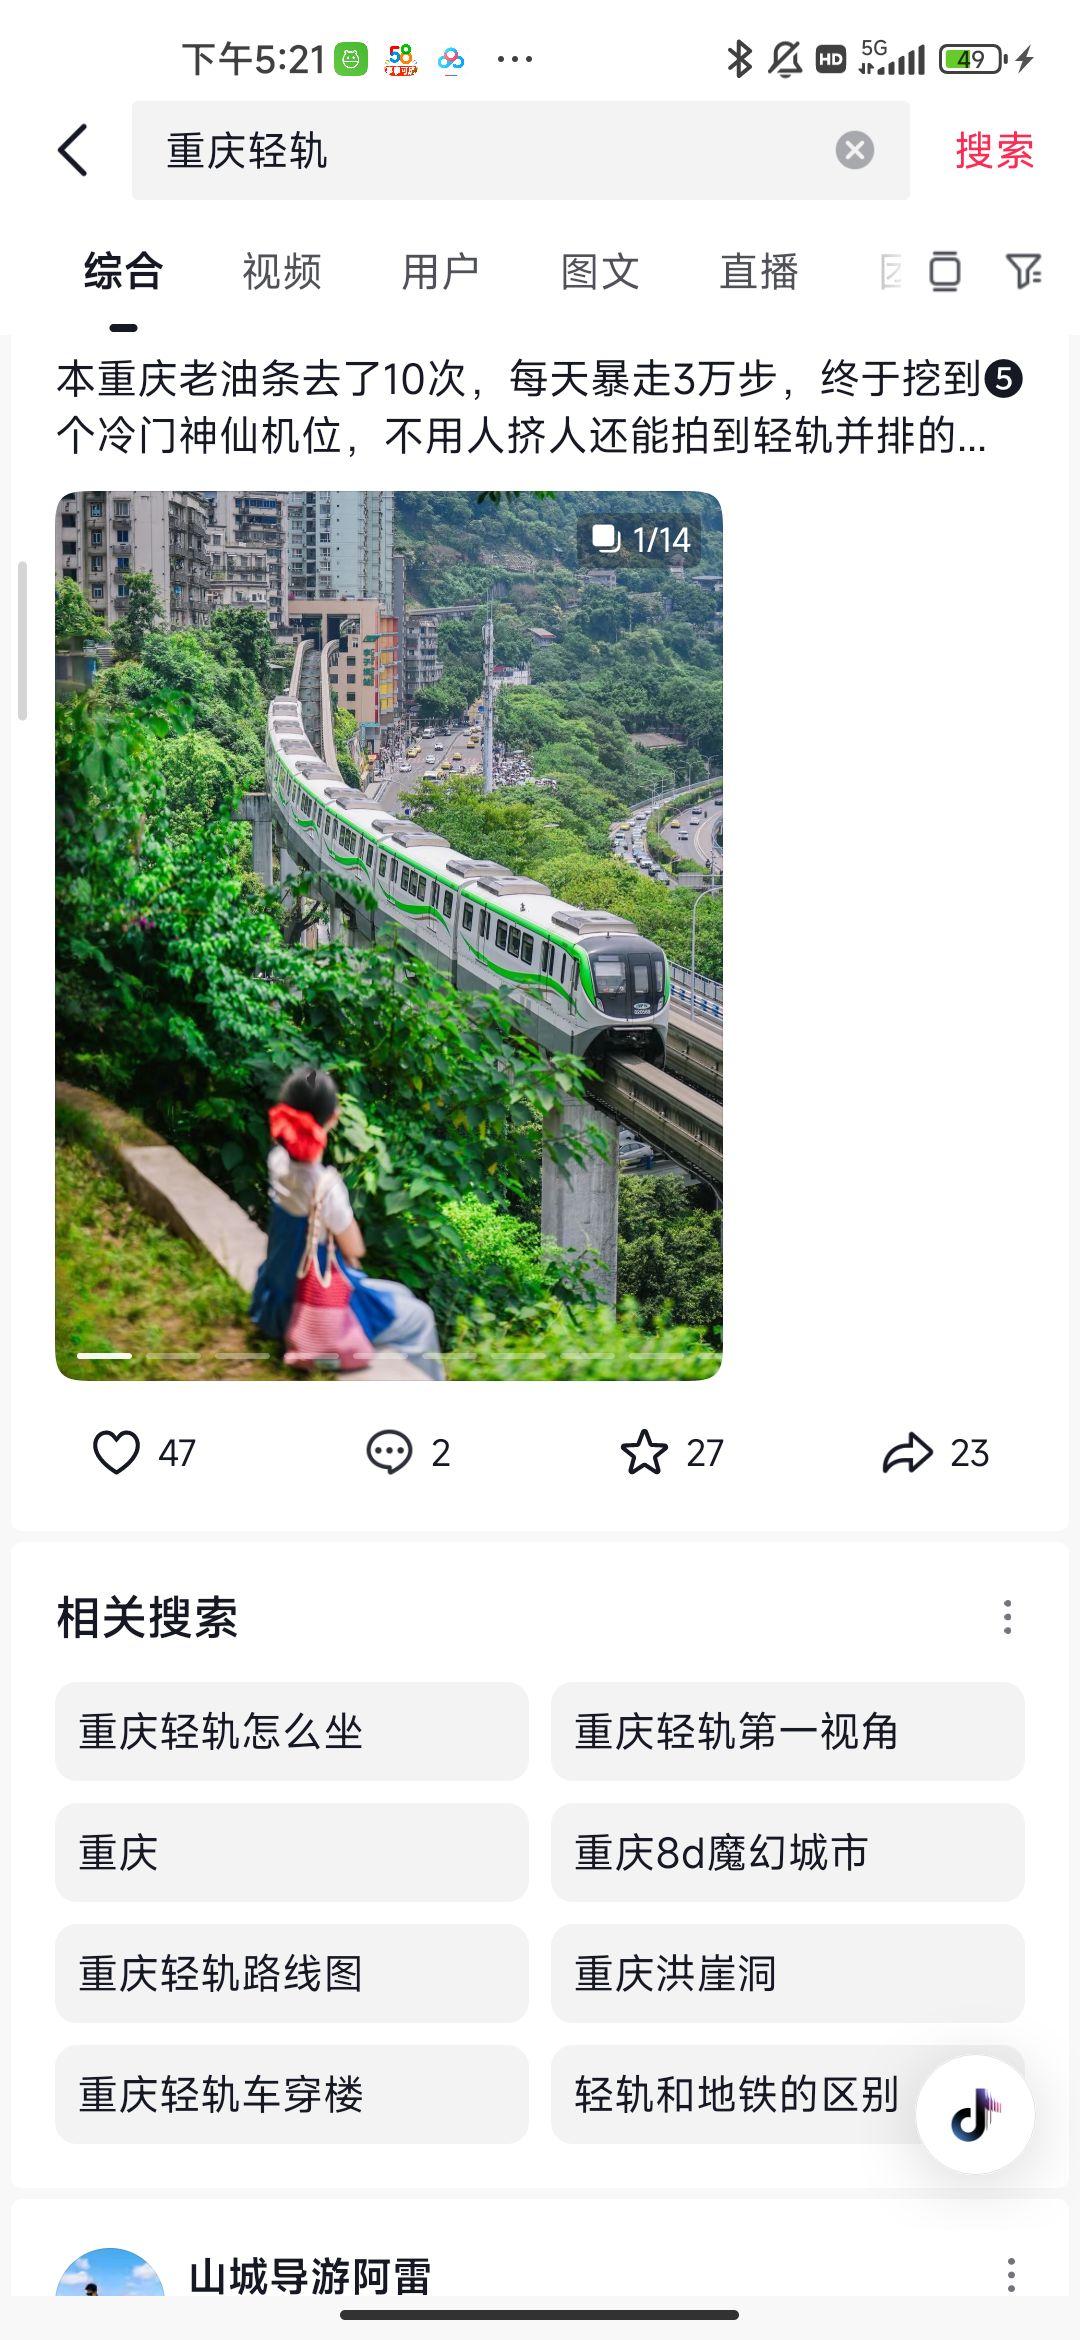 下午5:21
58
HD
5G
49
重庆轻轨
搜索
综合
视频
用户
图文
直播
本重庆老油条去了10次，每天暴走3万步，终于挖到❺
个冷门神仙机位，不用人挤人还能拍到轻轨并排的...
1/14
47
2
27
23
相关搜索
重庆轻轨怎么坐
重庆轻轨第一视角
重庆
重庆8d魔幻城市
重庆轻轨路线图
重庆洪崖洞
重庆轻轨车穿楼
轻轨和地铁的区别
山城导游阿雷